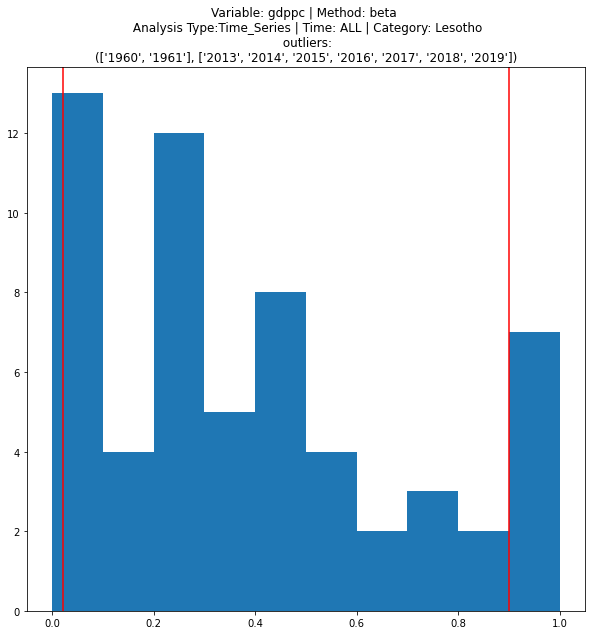 Variable: gdppc | Method: beta
Analysis Type:Time_Series | Time: ALL | Category: Lesotho
outliers:
(['1960', '1961'], ['2013', '2014', '2015', '2016', '2017', '2018', '2019'])
12
10
8
6
4
2
0
0.0 0.2 0.4 0.6 0.8 1.0